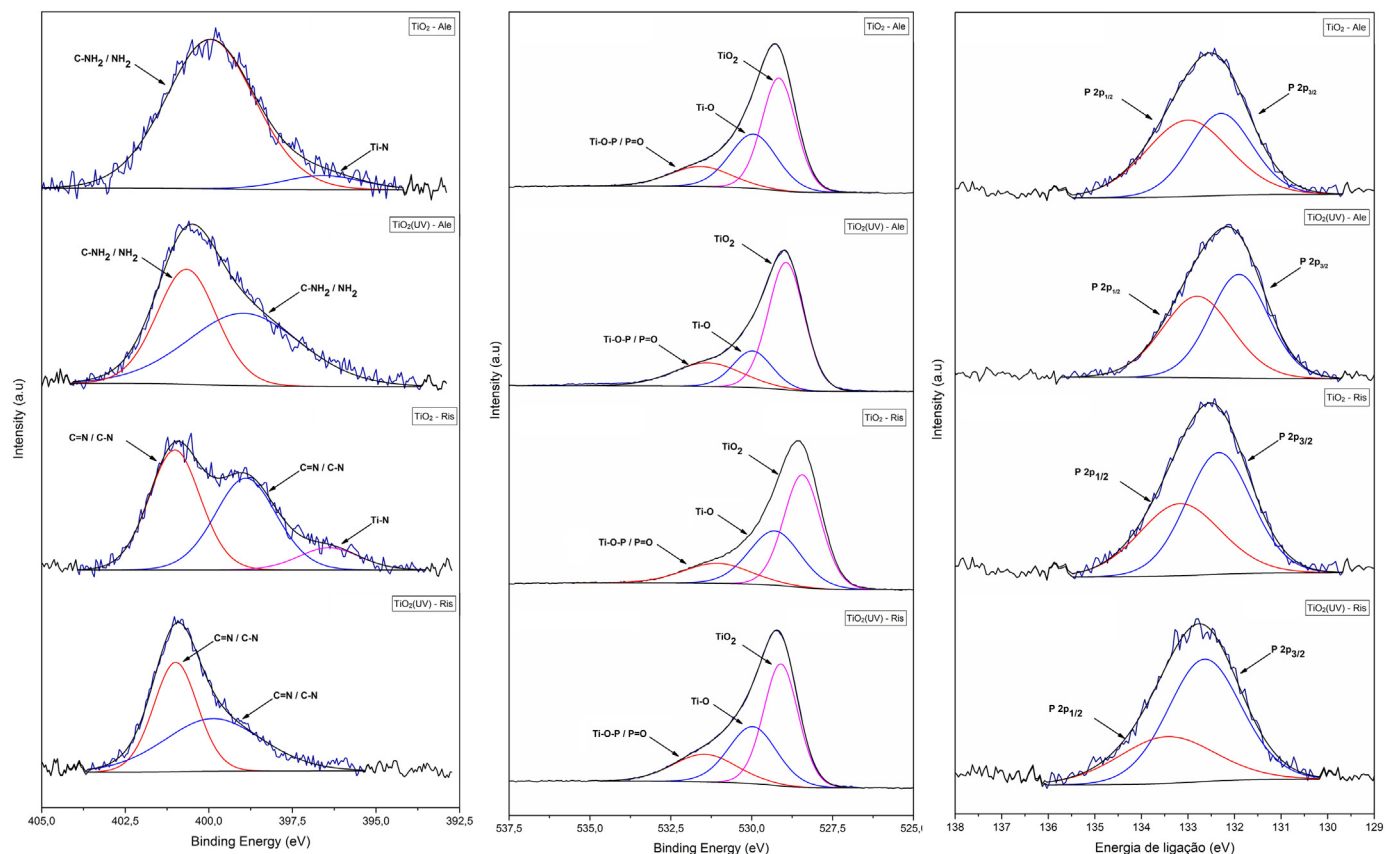 TiO₂ - Ale
C-NH₂ / NH₂
Ti-N
TiO₂(UV) - Ale
C-NH₂ / NH₂
C-NH₂ / NH₂
TiO₂ - Ris
C=N / C-N
C=N / C-N
Ti-N
TiO₂(UV) - Ris
C=N / C-N
C=N / C-N
Intensity (a.u)
405,0 402,5 400,0 397,5 395,0 392,5
Binding Energy (eV)
TiO₂ - Ale
TiO₂
Ti-O
Ti-O-P / P=O
TiO₂(UV) - Ale
TiO₂
Ti-O
Ti-O-P / P=O
TiO₂ - Ris
TiO₂
Ti-O
Ti-O-P / P=O
TiO₂(UV) - Ris
TiO₂
Ti-O
Ti-O-P / P=O
Intensity (a.u)
537,5 535,0 532,5 530,0 527,5 525,
Binding Energy (eV)
TiO₂ - Ale
P 2p₁/₂
P 2p₃/₂
TiO₂(UV) - Ale
P 2p₁/₂
P 2p₃/₂
TiO₂ - Ris
P 2p₁/₂
P 2p₃/₂
TiO₂(UV) - Ris
P 2p₁/₂
P 2p₃/₂
Intensity (a.u)
138 137 136 135 134 133 132 131 130 129
Energia de ligação (eV)